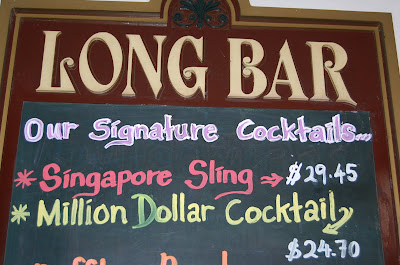 LONG BAR
Our Signature Cocktails...
* Singapore Sling → $29.45
* Million Dollar Cocktail
$24.70